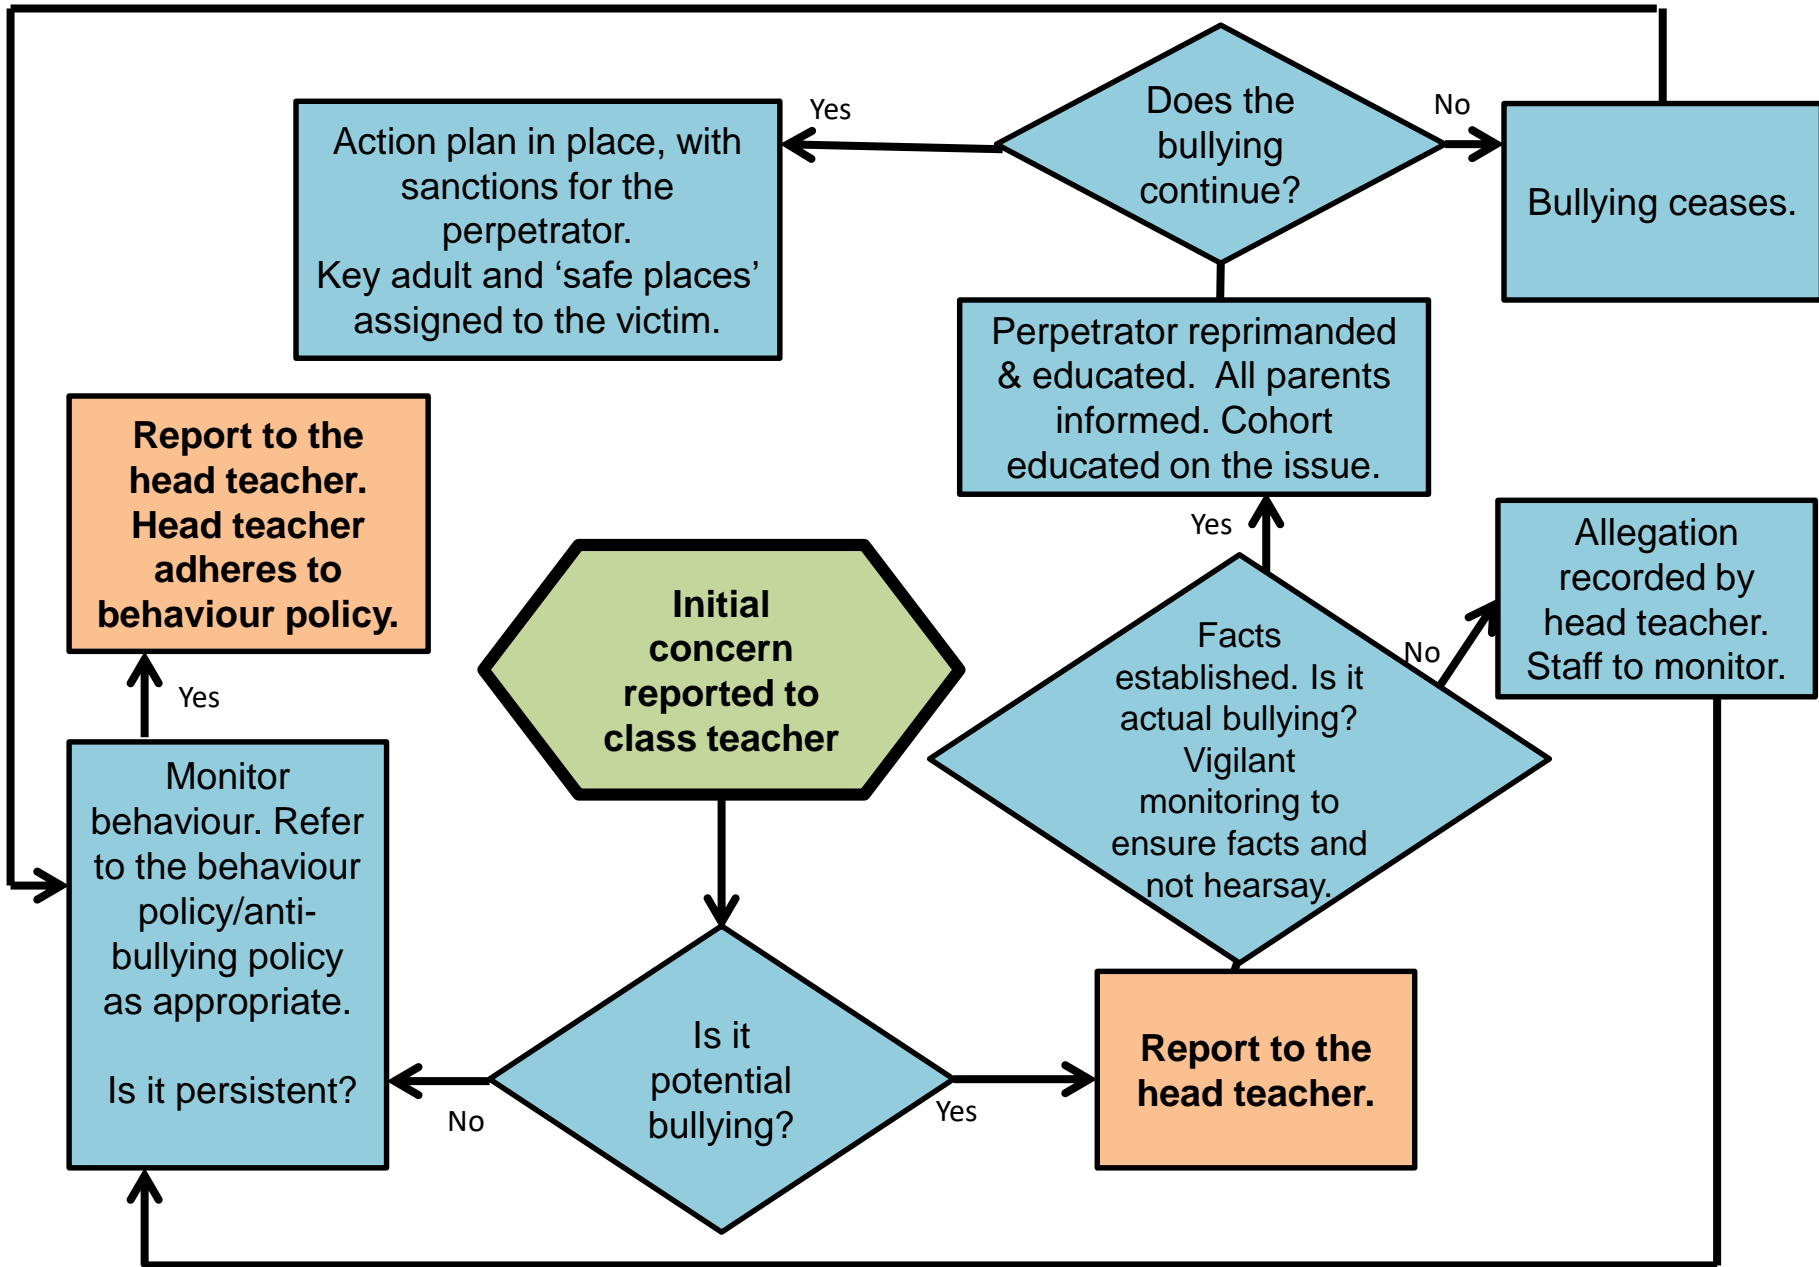 Does the
bullying
continue?
Yes
No
Action plan in place, with
sanctions for the
perpetrator.
Key adult and ‘safe places’
assigned to the victim.
Bullying ceases.
Perpetrator reprimanded
& educated.  All parents
informed. Cohort
educated on the issue.
Report to the
head teacher.
Head teacher
adheres to
behaviour policy.
Yes
Initial
concern
reported to
class teacher
Yes
Allegation
recorded by
head teacher.
Staff to monitor.
No
Facts
established. Is it
actual bullying?
Vigilant
monitoring to
ensure facts and
not hearsay.
Monitor
behaviour. Refer
to the behaviour
policy/anti-
bullying policy
as appropriate.
Is it persistent?
No
Is it
potential
bullying?
Yes
Report to the
head teacher.